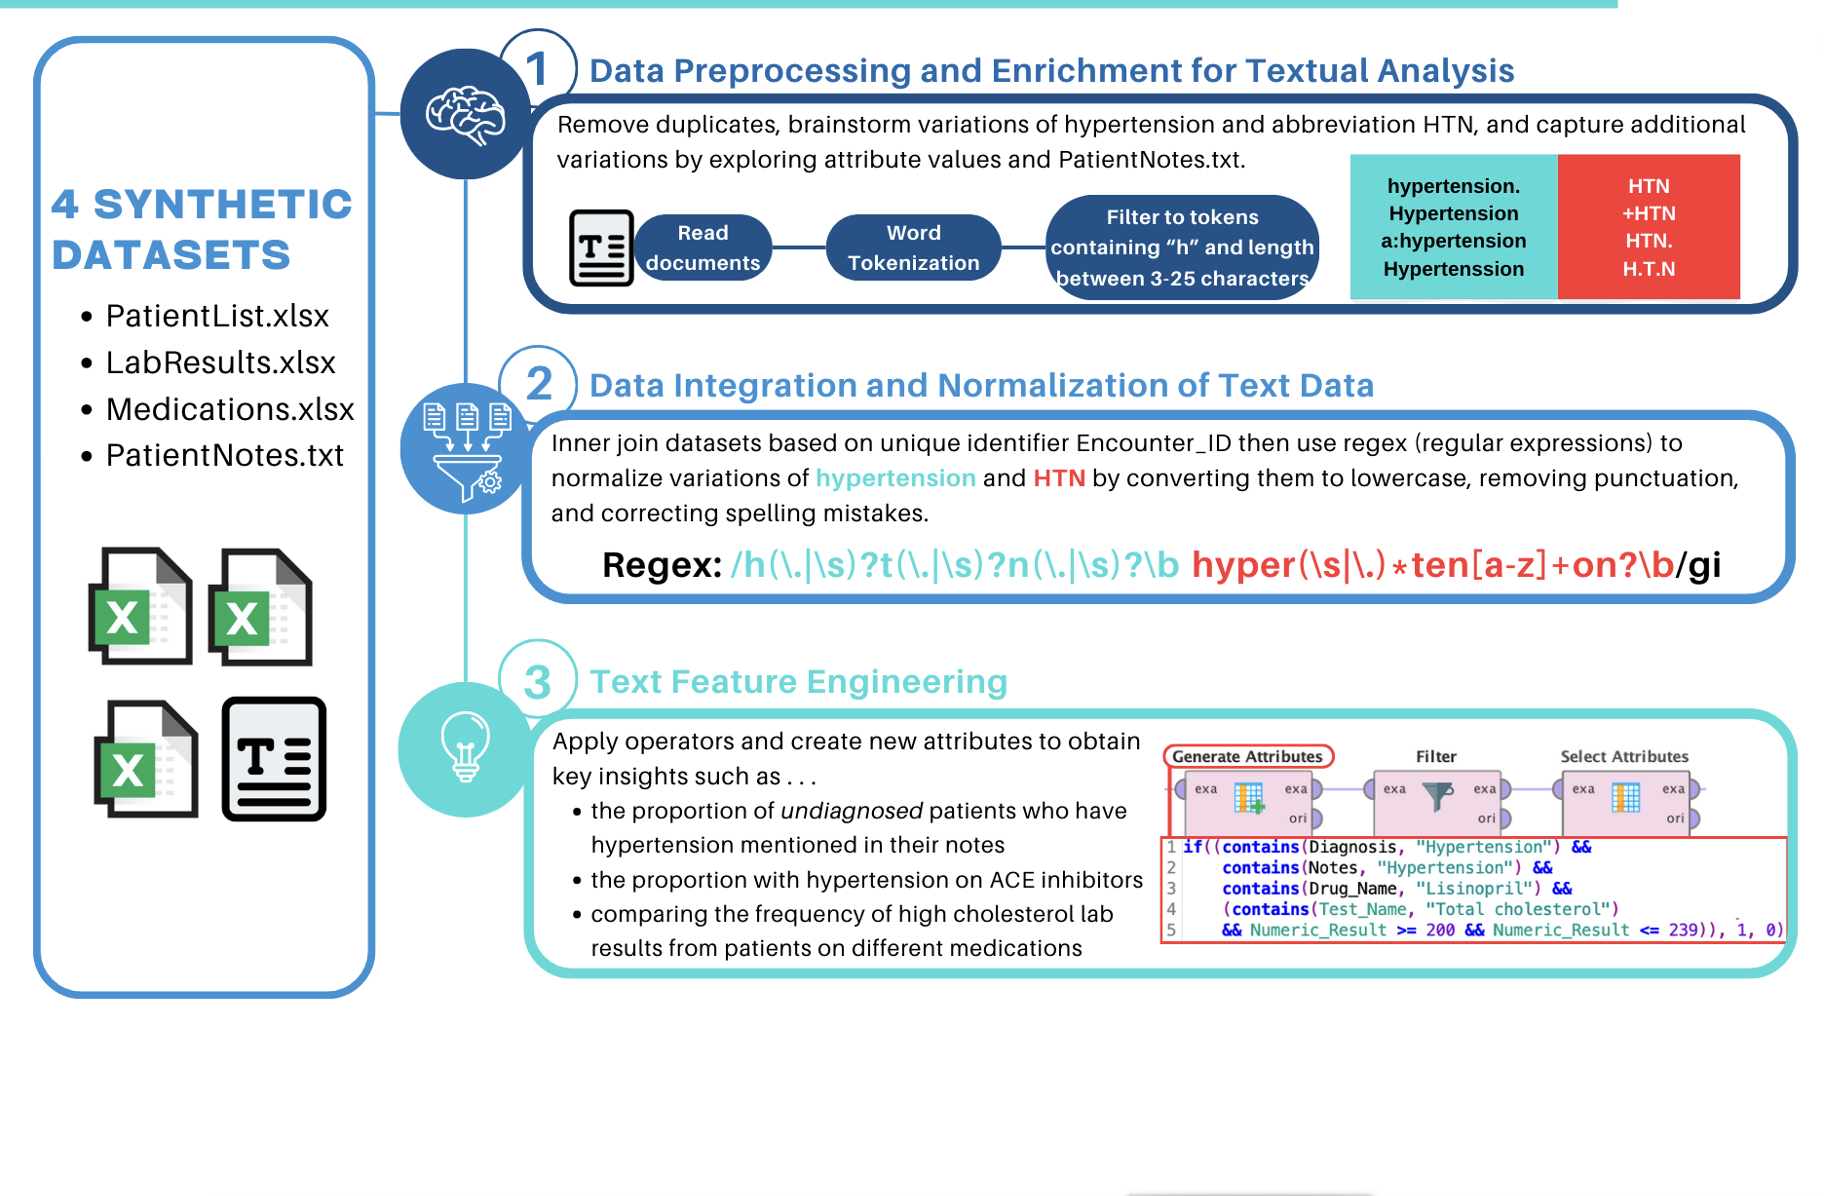 4 SYNTHETIC
DATASETS
• PatientList.xlsx
• LabResults.xlsx
• Medications.xlsx
• PatientNotes.txt
X
X
X
T
1
Data Preprocessing and Enrichment for Textual Analysis
Remove duplicates, brainstorm variations of hypertension and abbreviation HTN, and capture additional
variations by exploring attribute values and PatientNotes.txt.
T
Read
documents
Word
Tokenization
Filter to tokens
containing “h” and length
between 3-25 characters
hypertension.
Hypertension
a:hypertension
Hypertenssion
HTN
+HTN
HTN.
H.T.N
2
Data Integration and Normalization of Text Data
Inner join datasets based on unique identifier Encounter_ID then use regex (regular expressions) to
normalize variations of hypertension and HTN by converting them to lowercase, removing punctuation,
and correcting spelling mistakes.
Regex: /h(\.|\s)?t(\.|\s)?n(\.|\s)?\b hyper(\s|\.)*ten[a-z]+on?\b/gi
3
Text Feature Engineering
Apply operators and create new attributes to obtain
key insights such as . . .
• the proportion of undiagnosed patients who have
hypertension mentioned in their notes
• the proportion with hypertension on ACE inhibitors
• comparing the frequency of high cholesterol lab
results from patients on different medications
Generate Attributes
Filter
Select Attributes
exa exa exa exa exa exa
ori ori ori
1 if((contains(Diagnosis, "Hypertension") &&
2 contains(Notes, "Hypertension") &&
3 contains(Drug_Name, "Lisinopril") &&
4 (contains(Test_Name, "Total cholesterol")
5 && Numeric_Result >= 200 && Numeric_Result <= 239)), 1, 0)